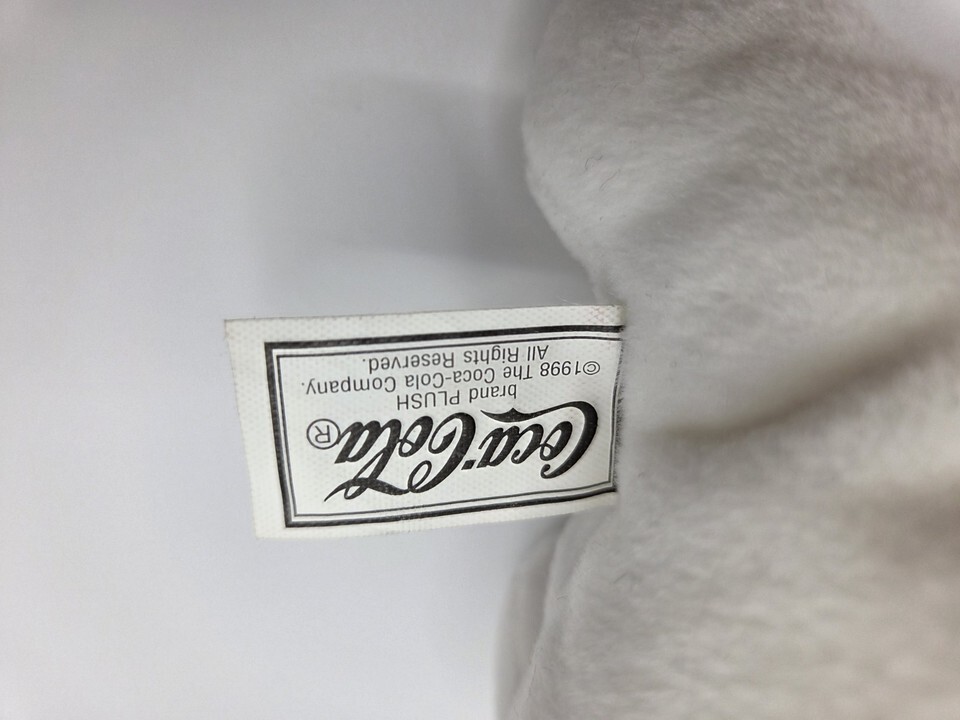 Coca-Cola®
brand PLUSH
©1998 The Coca-Cola Company.
All Rights Reserved.